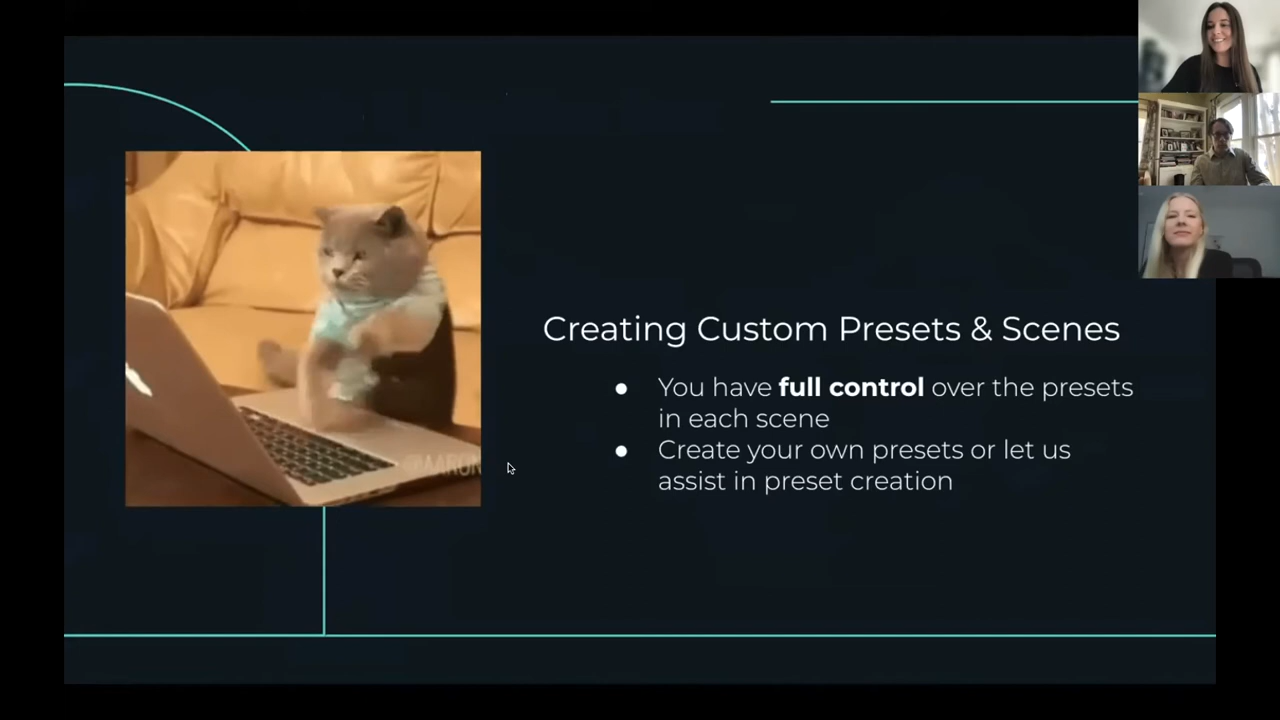 Creating Custom Presets & Scenes
● You have full control over the presets
in each scene
● Create your own presets or let us
assist in preset creation